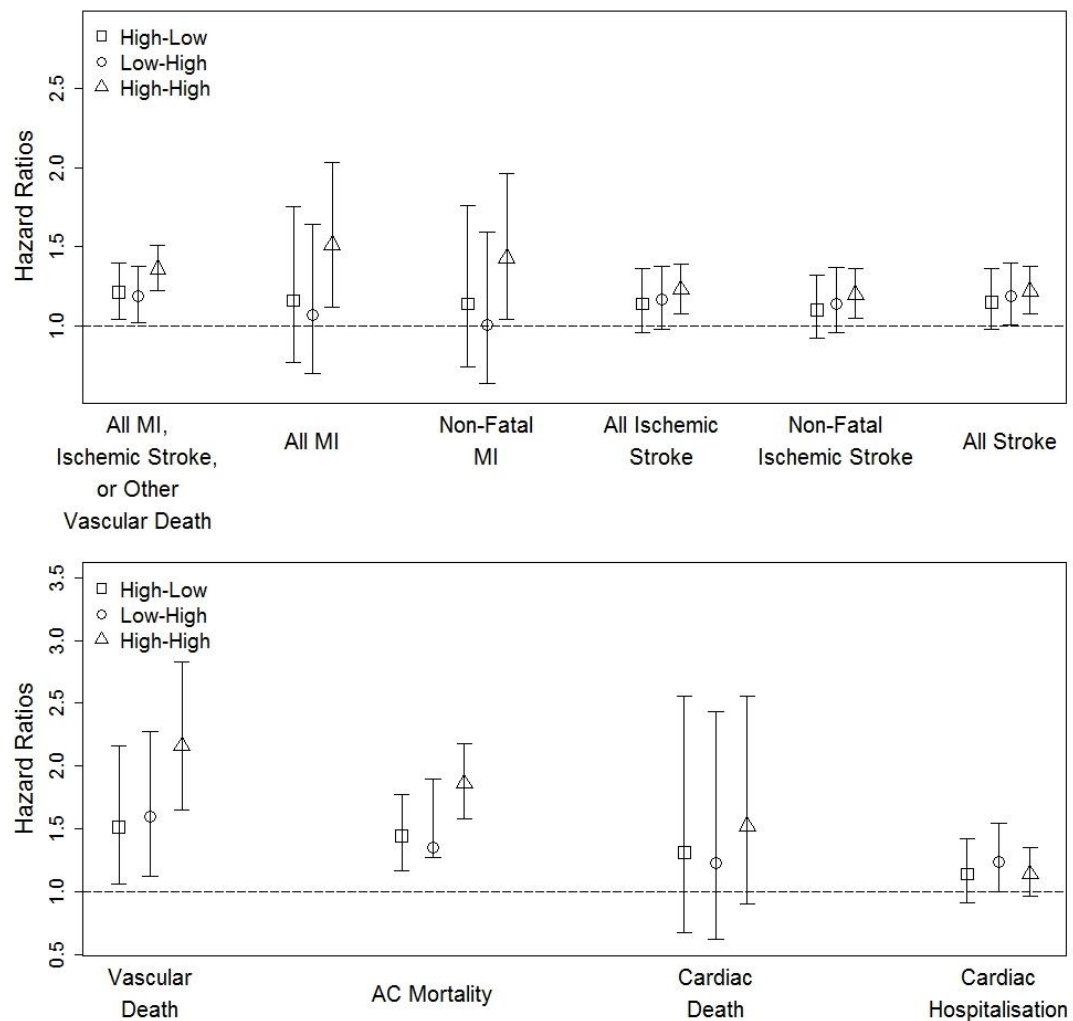 High-Low
Low-High
High-High
Hazard Ratios
2.5
2.0
1.5
1.0
All MI,
Ischemic Stroke,
or Other
Vascular Death
All MI
Non-Fatal
MI
All Ischemic
Stroke
Non-Fatal
Ischemic Stroke
All Stroke
High-Low
Low-High
High-High
Hazard Ratios
3.5
3.0
2.5
2.0
1.5
1.0
0.5
Vascular
Death
AC Mortality
Cardiac
Death
Cardiac
Hospitalisation